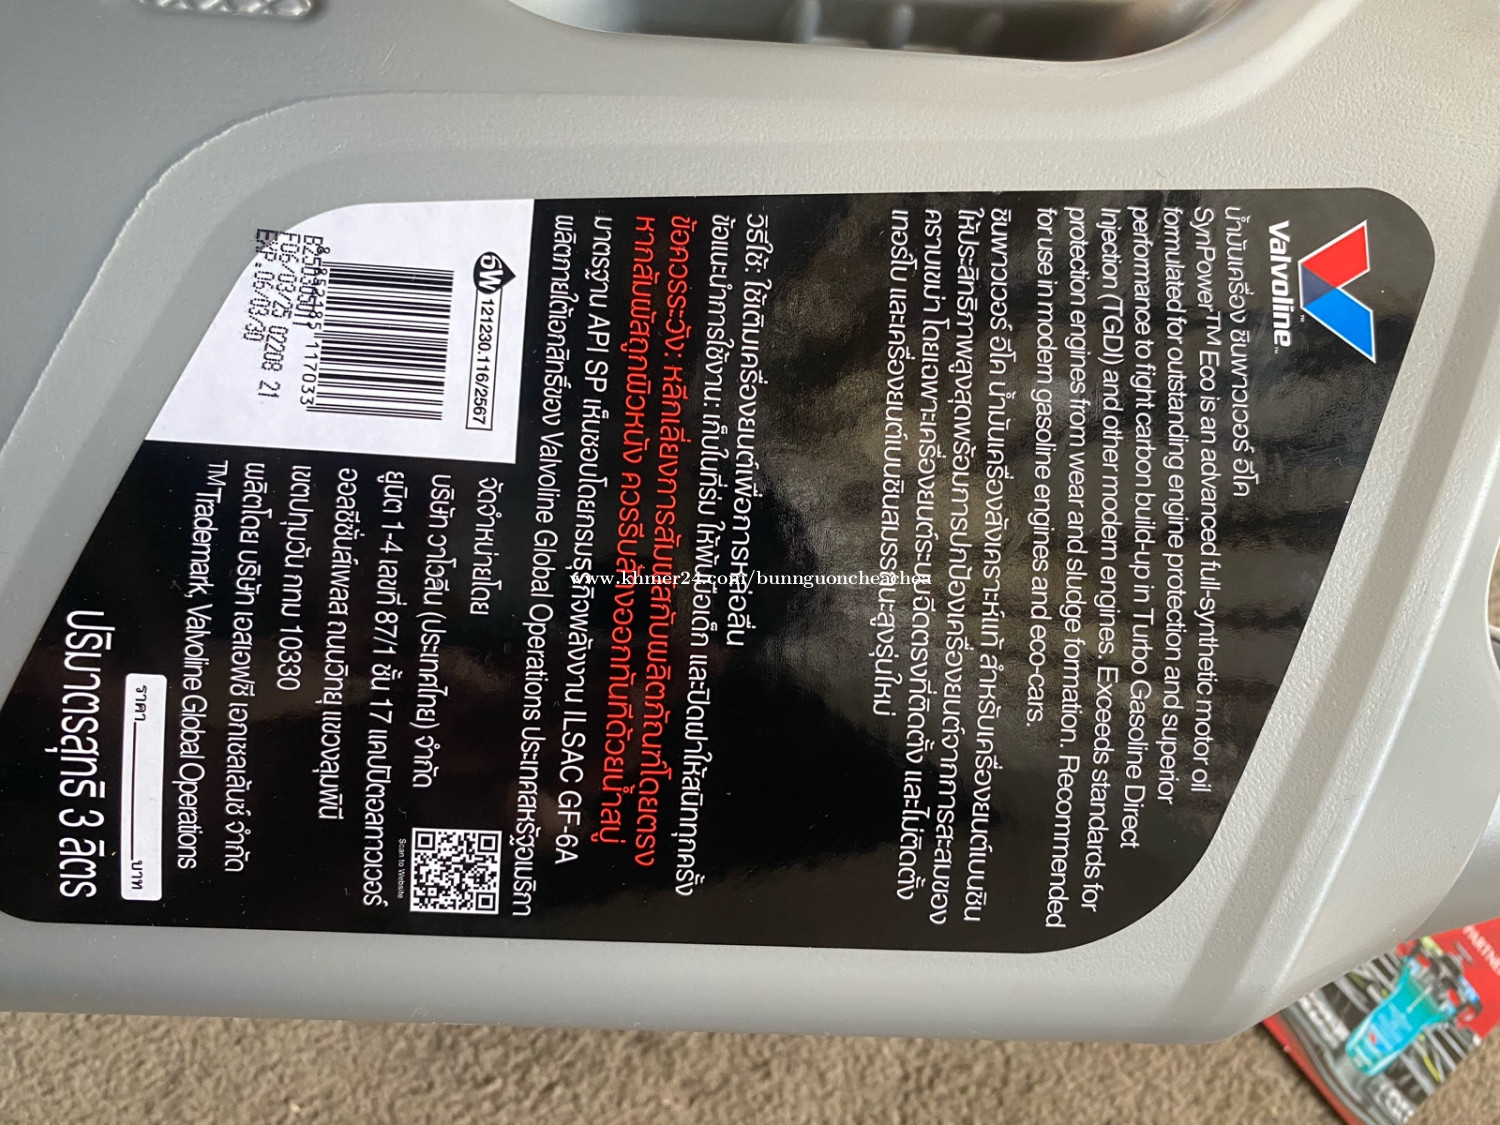 Valvoline™
น้ำมันเครื่อง ซินพาวเวอร์ อีโค
SynPower™ Eco is an advanced full-synthetic motor oil
formulated for outstanding engine protection and superior
performance to fight carbon build-up in Turbo Gasoline Direct
Injection (TGDI) and other modern engines. Exceeds standards for
protection engines from wear and sludge formation. Recommended
for use in modern gasoline engines and eco-cars.
ซินพาวเวอร์ อีโค น้ำมันเครื่องสังเคราะห์แท้ สำหรับเครื่องยนต์เบนซิน
ให้ประสิทธิภาพสูงสุดพร้อมการปกป้องเครื่องยนต์จากการสะสมของ
คราบเขม่า โดยเฉพาะเครื่องยนต์ระบบฉีดตรงที่ติดตั้ง และไม่ติดตั้ง
เทอร์โบ และเครื่องยนต์เบนซินสมรรถนะสูงรุ่นใหม่
วิธีใช้: ใช้เติมเครื่องยนต์เพื่อการหล่อลื่น
ข้อแนะนำการใช้งาน: เก็บในที่ร่ม ให้พ้นมือเด็ก และปิดฝาให้สนิททุกครั้ง
ข้อควรระวัง: หลีกเลี่ยงการสัมผัสกับผลิตภัณฑ์โดยตรง
หากสัมผัสถูกผิวหนัง ควรรีบล้างออกทันทีด้วยน้ำสบู่
มาตรฐาน API SP เห็นชอบโดยกรมธุรกิจพลังงาน ILSAC GF-6A
ผลิตภายใต้เอกสิทธิ์ของ Valvoline Global Operations ประเทศสหรัฐอเมริกา
121230.116/2567
8 852185 117033
F06/03/25 02208 21
EXP:06/03/30
จัดจำหน่ายโดย
บริษัท วาโวลีน (ประเทศไทย) จำกัด
ยูนิต 1-4 เลขที่ 87/1 ชั้น 17 แคปปิตอลทาวเวอร์
ออลซีซั่นส์เพลส ถนนวิทยุ แขวงลุมพินี
เขตปทุมวัน กทม 10330
ผลิตโดย บริษัท เอสเอฟซี เอกเซลเล้นซ์ จำกัด
TM Trademark, Valvoline Global Operations
Scan to Website
ราคา บาท
ปริมาตรสุทธิ 3 ลิตร
www.khmer24.com/bunnguoncheachea